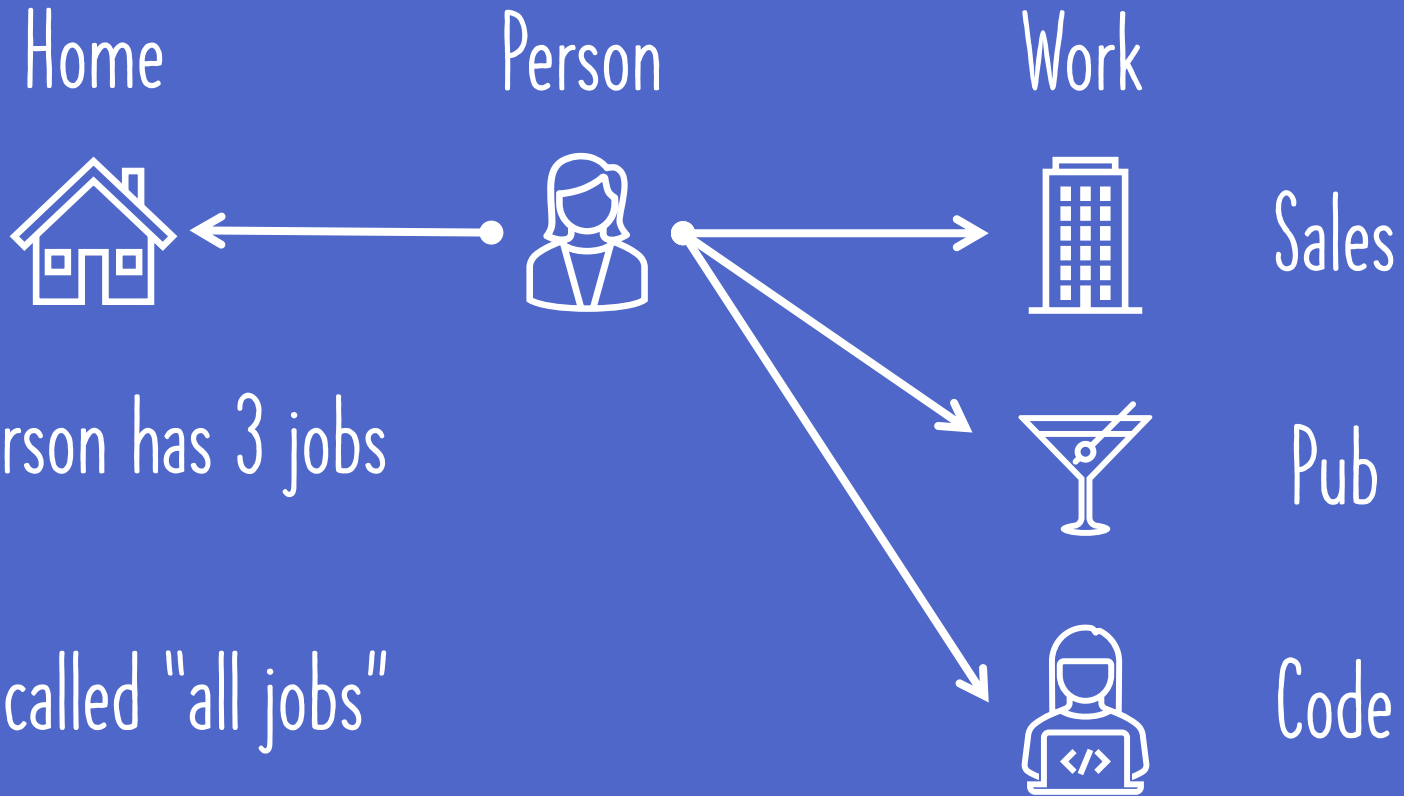 Home Person Work
Sales
rson has 3 jobs
Pub
called "all jobs"
Code
</>